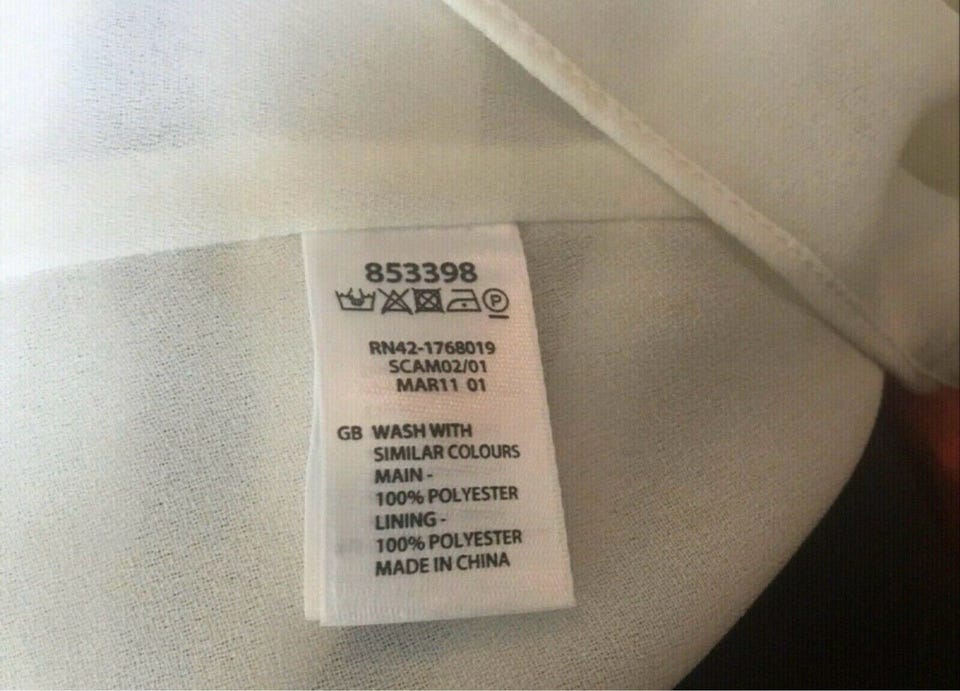 853398
P
RN42-1768019
SCAM02/01
MAR11 01
GB WASH WITH
SIMILAR COLOURS
MAIN -
100% POLYESTER
LINING -
100% POLYESTER
MADE IN CHINA